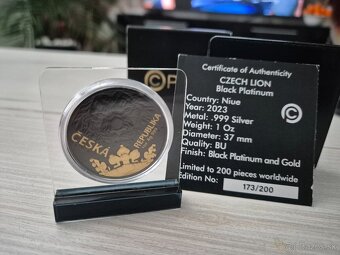 Certificate of Authenticity
CZECH LION
Black Platinum
Country: Niue
Year: 2023
Metal: .999 Silver
Weight: 1 Oz
Diameter: 37 mm
Quality: BU
Finish: Black Platinum and Gold
Limited to 200 pieces worldwide
Edition No: 173/200
ČESKÁ
REPUBLIKA